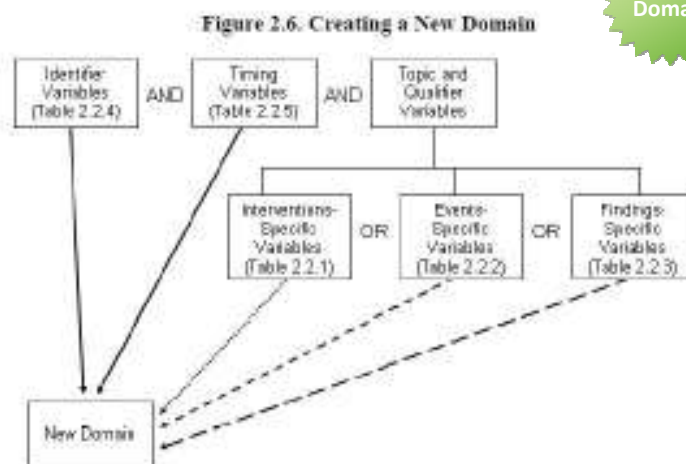 Figure 2.6. Creating a New Domain
Identifier
Variables
(Table 2.2.4)
AND
Timing
Variables
(Table 2.2.5)
AND
Topic and
Qualifier
Variables
Interventions-
Specific
Variables
(Table 2.2.1)
OR
Events-
Specific
Variables
(Table 2.2.2)
OR
Findings-
Specific
Variables
(Table 2.2.3)
New Domain